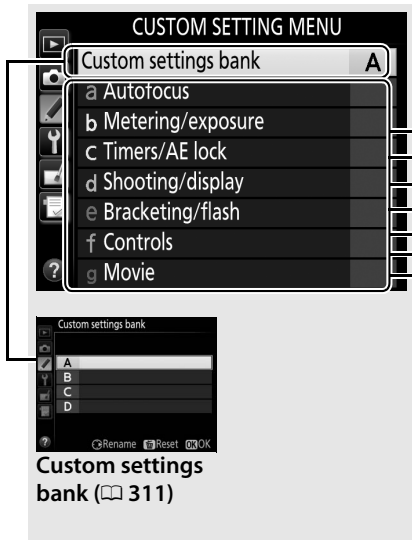 CUSTOM SETTING MENU
Custom settings bank A
a Autofocus
b Metering/exposure
c Timers/AE lock
d Shooting/display
e Bracketing/flash
f Controls
g Movie
?
Custom settings bank
A
B
C
D
? Rename Reset OK OK
Custom settings
bank (311)